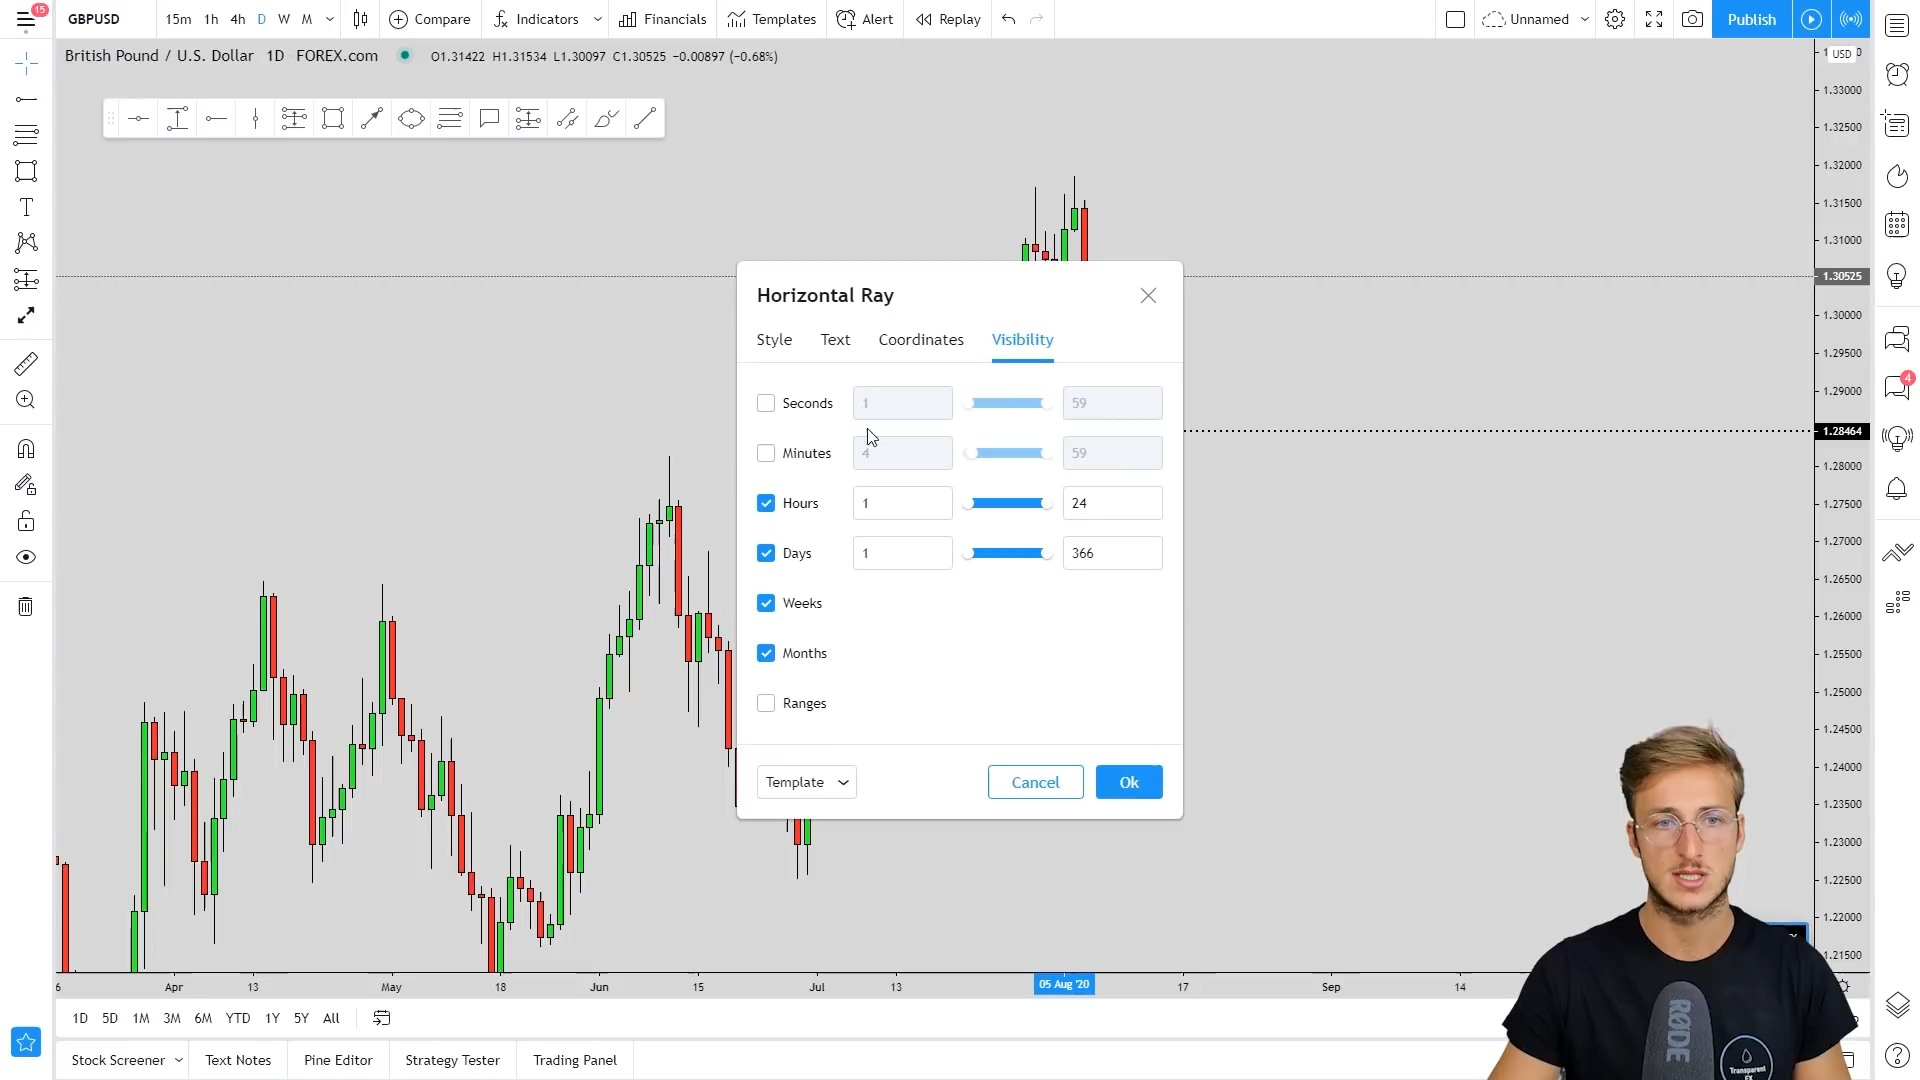 15
GBPUSD
15m 1h 4h D W M
Compare
Indicators
Financials
Templates
Alert
Replay
Unnamed
Publish
British Pound / U.S. Dollar 1D FOREX.com
O1.31422 H1.31534 L1.30097 C1.30525 −0.00897 (−0.68%)
USD
1.33000
1.32500
1.32000
1.31500
1.31000
1.30525
1.30000
1.29500
1.29000
1.28464
1.28000
1.27500
1.27000
1.26500
1.26000
1.25500
1.25000
1.24500
1.24000
1.23500
1.23000
1.22500
1.22000
1.21500
4
T
Horizontal Ray
Style Text Coordinates Visibility
Seconds 1 59
Minutes 4 59
Hours 1 24
Days 1 366
Weeks
Months
Ranges
Template Cancel Ok
6 Apr 13 May 18 Jun 15 Jul 13 05 Aug '20 17 Sep 14
1D 5D 1M 3M 6M YTD 1Y 5Y All
Stock Screener Text Notes Pine Editor Strategy Tester Trading Panel
RØDE
Transparent
FX